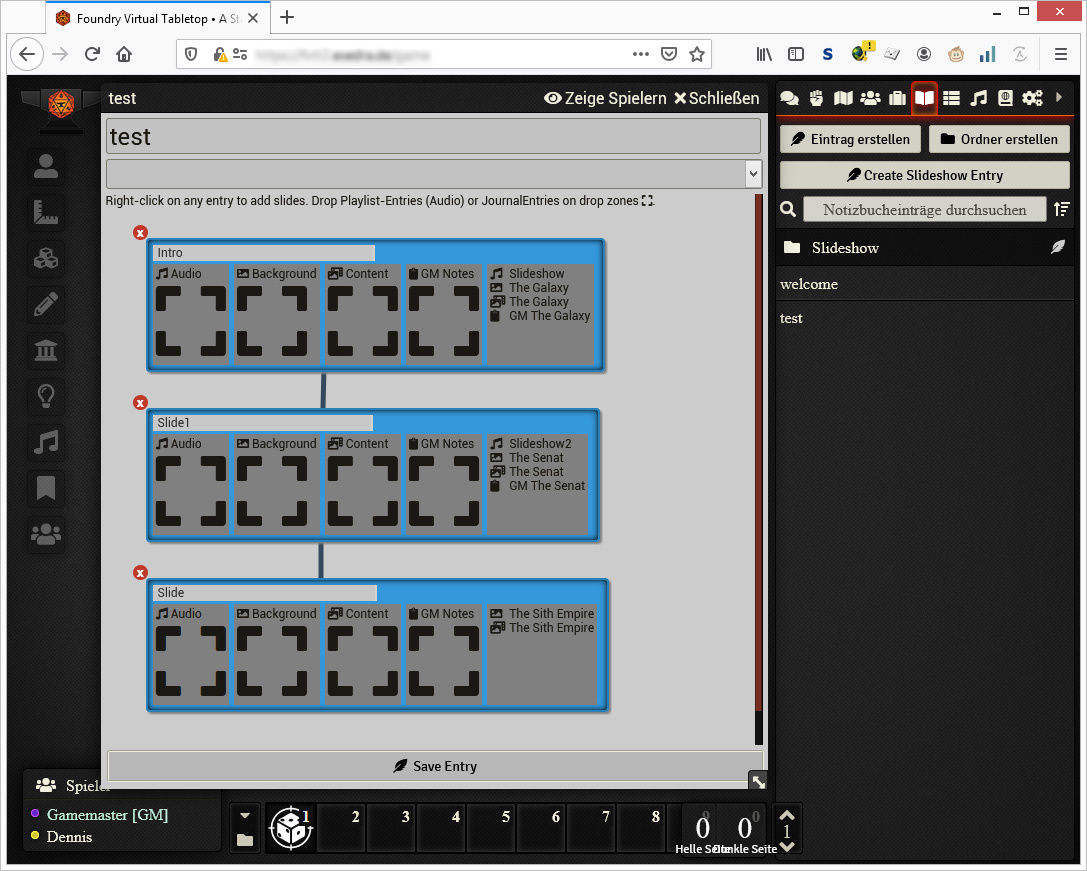 Foundry Virtual Tabletop • A St
test
Zeige Spielern Schließen
test
Right-click on any entry to add slides. Drop Playlist-Entries (Audio) or JournalEntries on drop zones
Intro
Audio Background Content GM Notes
Slideshow
The Galaxy
The Galaxy
GM The Galaxy
Slide1
Audio Background Content GM Notes
Slideshow2
The Senat
The Senat
GM The Senat
Slide
Audio Background Content GM Notes
The Sith Empire
The Sith Empire
Save Entry
Eintrag erstellen Ordner erstellen
Create Slideshow Entry
Notizbucheinträge durchsuchen
Slideshow
welcome
test
Spieler
Gamemaster [GM]
Dennis
1 2 3 4 5 6 7 8 9 0
0 0
Helle Seite Dunkle Seite
1